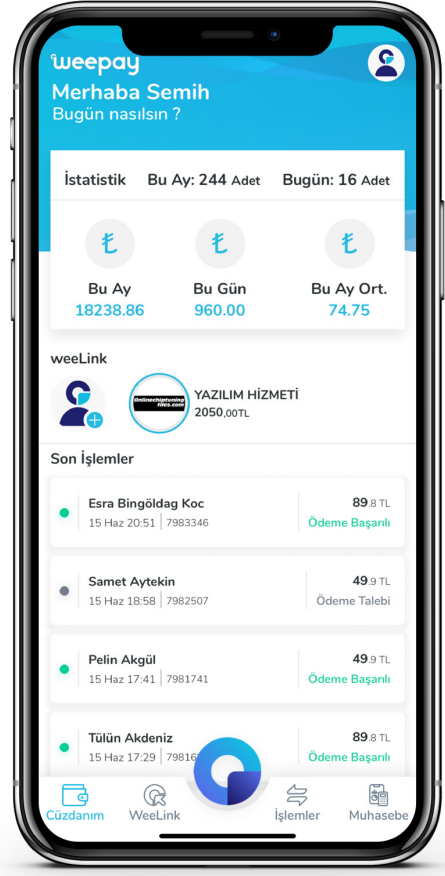 weepay
Merhaba Semih
Bugün nasılsın ?
İstatistik Bu Ay: 244 Adet Bugün: 16 Adet
Bu Ay Bu Gün Bu Ay Ort.
18238.86 960.00 74.75
weeLink
Onlinechiptuning
files.com
YAZILIM HİZMETİ
2050,00TL
Son İşlemler
Esra Bingöldag Koc 89.8 TL
15 Haz 20:51 7983346 Ödeme Başarılı
Samet Aytekin 49.9 TL
15 Haz 18:58 7982507 Ödeme Talebi
Pelin Akgül 49.9 TL
15 Haz 17:41 7981741 Ödeme Başarılı
Tülün Akdeniz 89.8 TL
15 Haz 17:29 Ödeme Başarılı
Cüzdanım WeeLink İşlemler Muhasebe